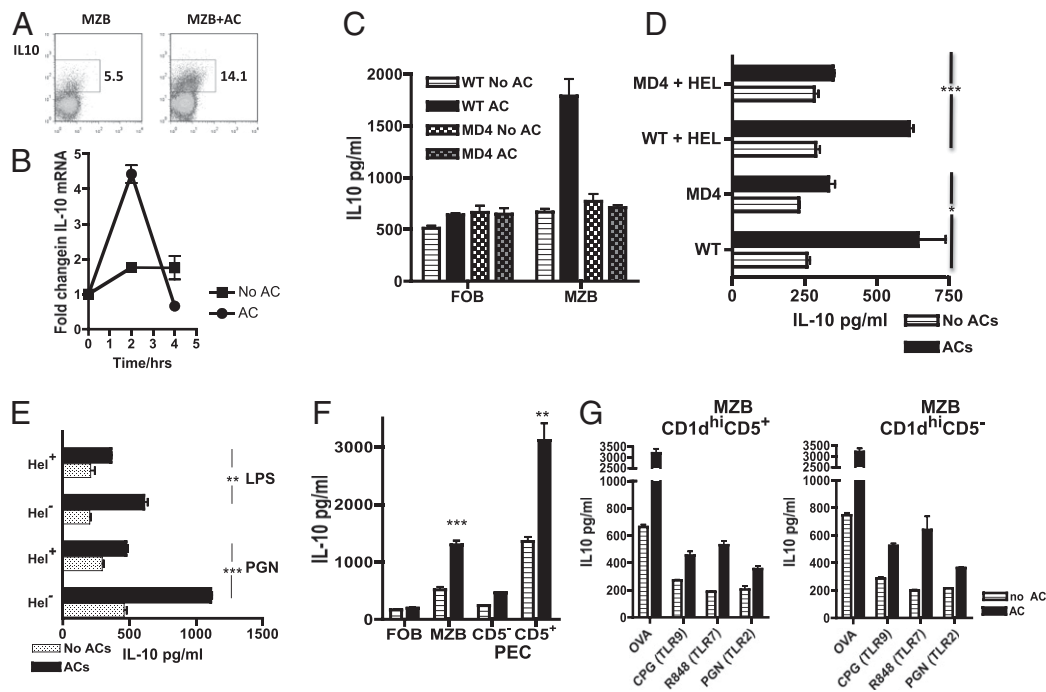 A
MZB
MZB+AC
IL10
5.5
14.1
B
Fold changein IL-10 mRNA
5
4
3
2
1
0 1 2 3 4 5
Time/hrs
No AC
AC
C
IL10 pg/ml
2000
1500
1000
500
0
WT No AC
WT AC
MD4 No AC
MD4 AC
FOB
MZB
D
MD4 + HEL
WT + HEL
MD4
WT
***
*
0 250 500 750
IL-10 pg/ml
No ACs
ACs
E
Hel+
Hel-
Hel+
Hel-
** LPS
*** PGN
0 500 1000 1500
No ACs
ACs
IL-10 pg/ml
F
IL-10 pg/ml
3000
2000
1000
0
***
**
FOB MZB CD5- CD5+
PEC
G
MZB
CD1dhiCD5+
IL10 pg/ml
3500
3000
2500
1000
800
600
400
200
0
OVA
CPG (TLR9)
R848 (TLR7)
PGN (TLR2)
MZB
CD1dhiCD5-
IL10 pg/ml
3500
3000
2500
1000
800
600
400
200
0
OVA
CPG (TLR9)
R848 (TLR7)
PGN (TLR2)
no AC
AC